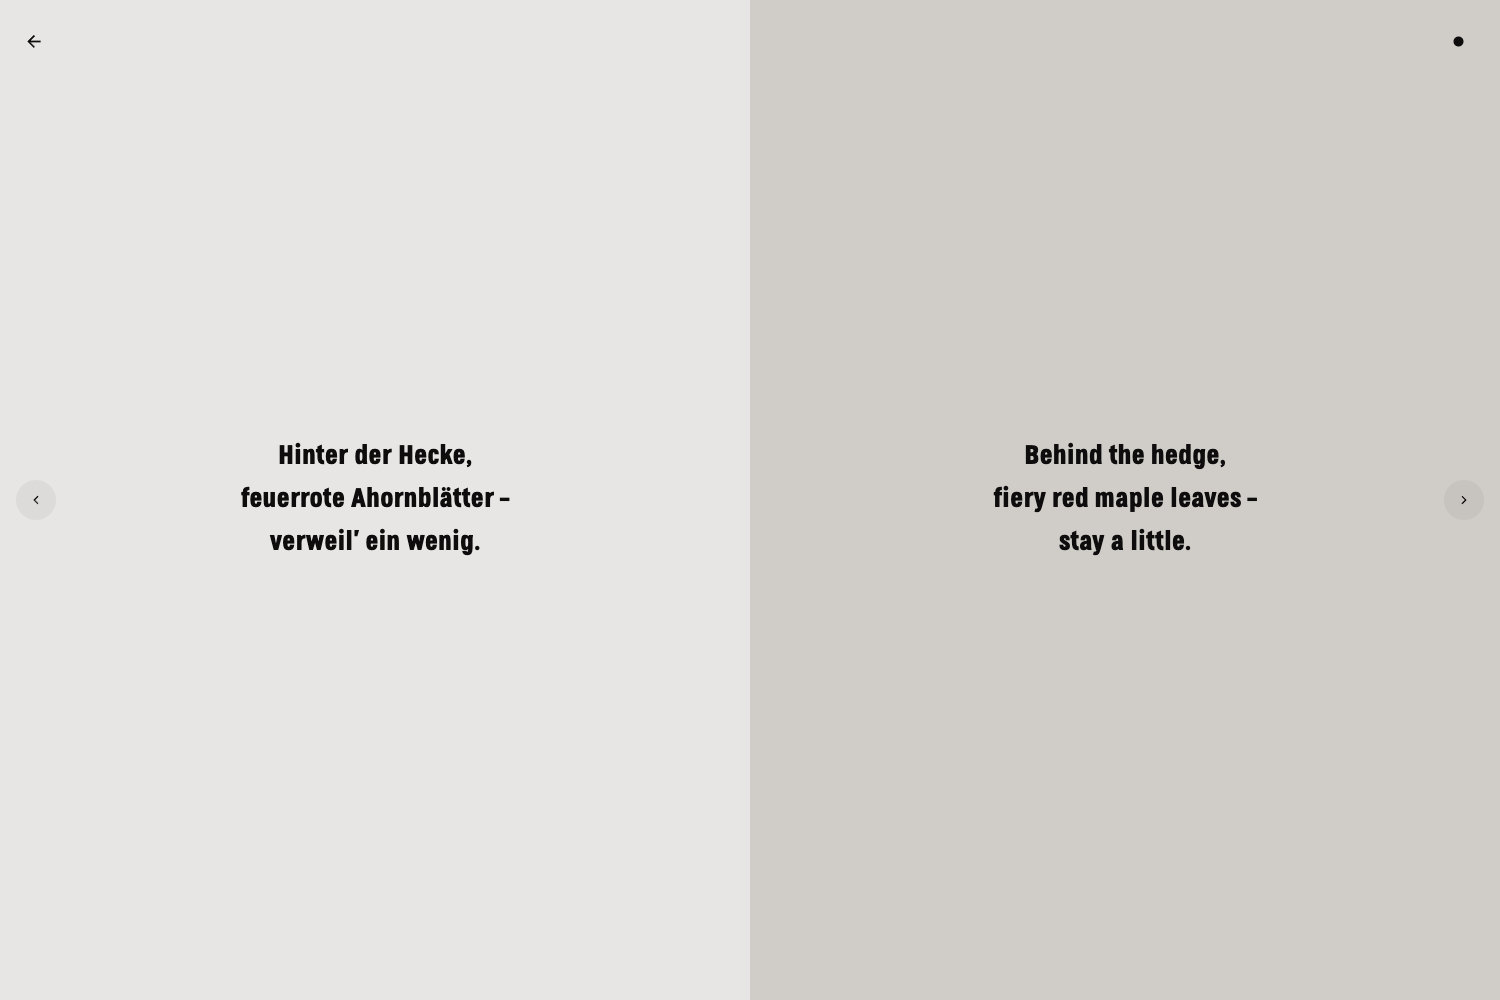 Hinter der Hecke,
feuerrote Ahornblätter –
verweil’ ein wenig.
Behind the hedge,
fiery red maple leaves –
stay a little.